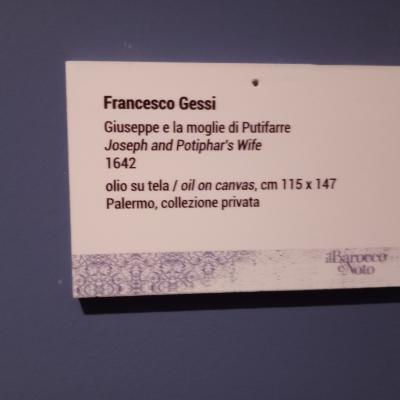 Francesco Gessi
Giuseppe e la moglie di Putifarre
Joseph and Potiphar's Wife
1642
olio su tela / oil on canvas, cm 115 x 147
Palermo, collezione privata
il Barocco
è Noto